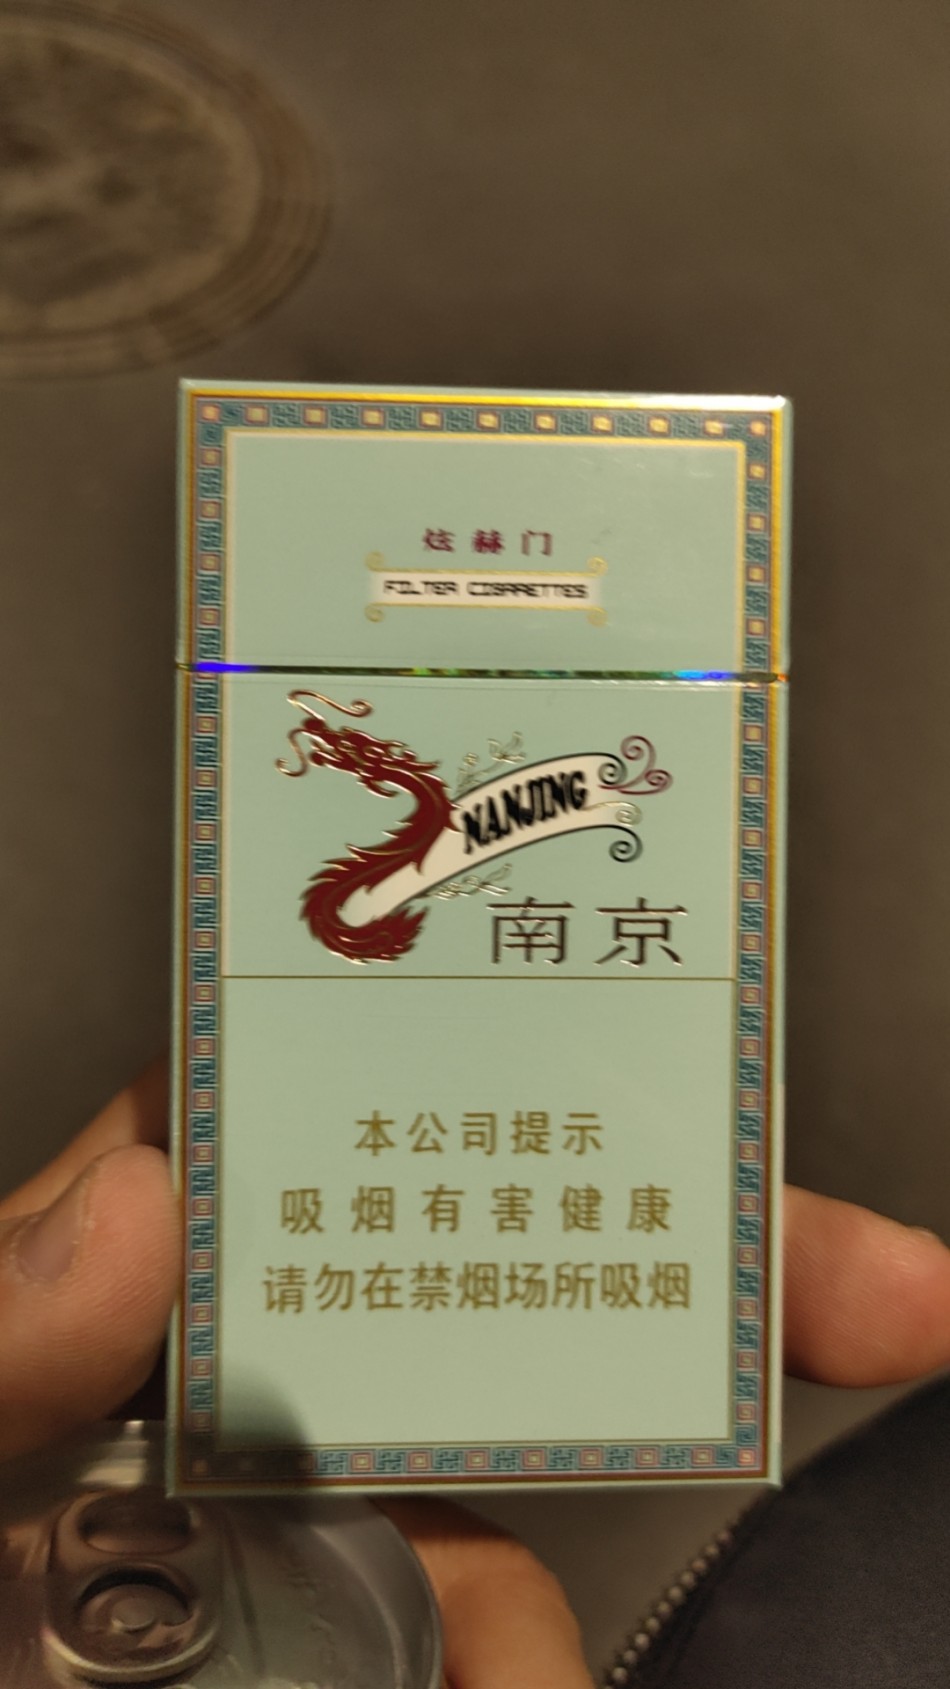 炫赫门
FILTER CIGARETTES
NANJING
南京
本公司提示
吸烟有害健康
请勿在禁烟场所吸烟